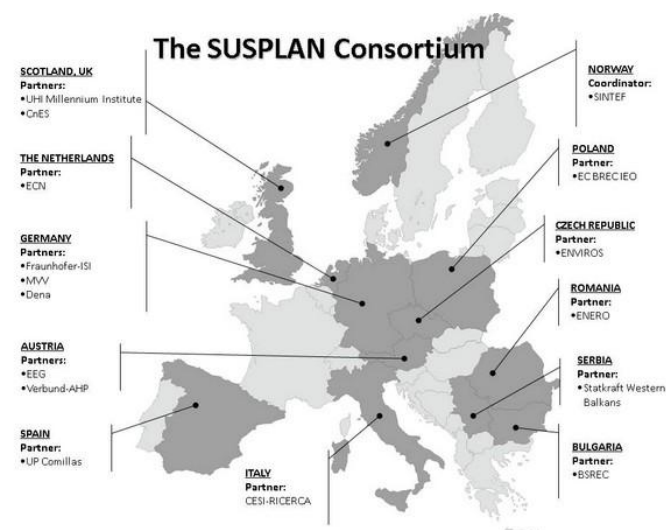 The SUSPLAN Consortium
SCOTLAND, UK
Partners:
•UHI Millennium Institute
•CnES
THE NETHERLANDS
Partner:
•ECN
GERMANY
Partners:
•Fraunhofer-ISI
•MVV
•Dena
AUSTRIA
Partners:
•EEG
•Verbund-AHP
SPAIN
Partner:
•UP Comillas
ITALY
Partner:
CESI-RICERCA
NORWAY
Coordinator:
•SINTEF
POLAND
Partner:
•EC BREC IEO
CZECH REPUBLIC
Partner:
•ENVIROS
ROMANIA
Partner:
•ENERO
SERBIA
Partner:
•Statkraft Western
Balkans
BULGARIA
Partner:
•BSREC